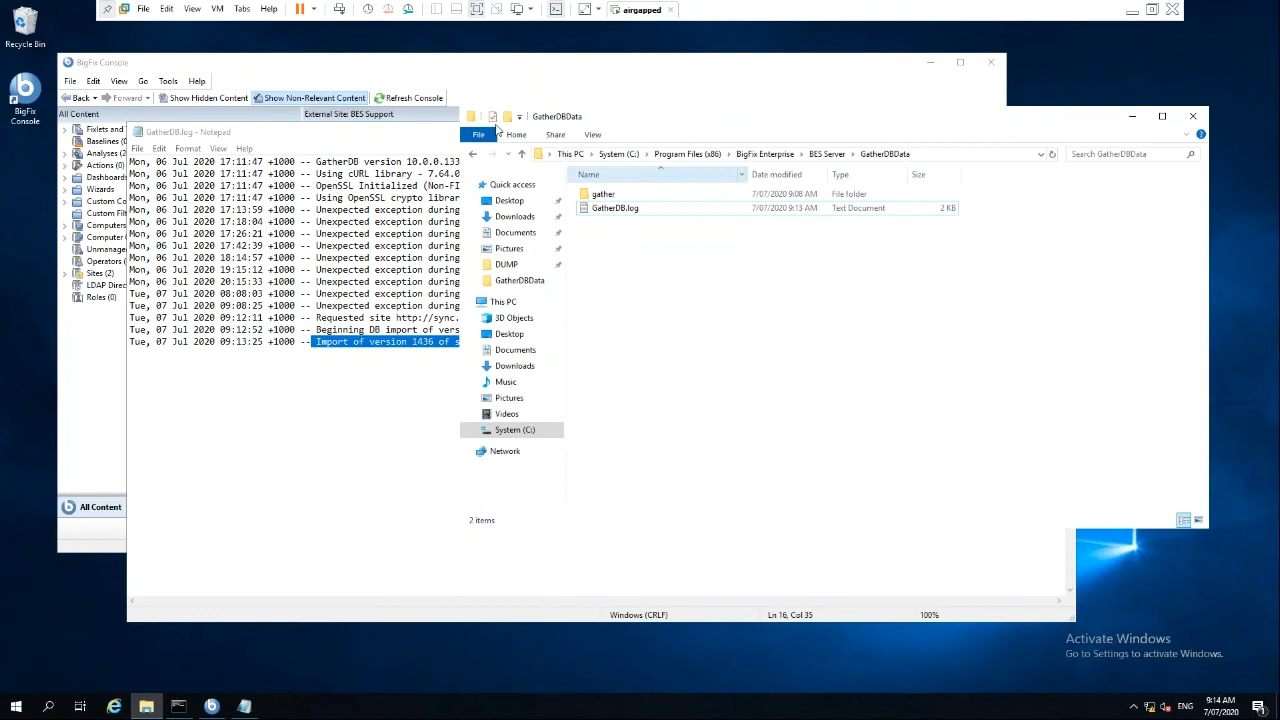 File Edit View VM Tabs Help airgapped
Recycle Bin
BigFix Console
BigFix Console
File Edit View Go Tools Help
Back Forward Show Hidden Content Show Non-Relevant Content Refresh Console
All Content External Site: BES Support
Fixlets and
Baselines (
Analyses (2
Actions (0)
Dashboards
Wizards
Custom Co
Custom Filt
Computers
Computer
Unmanage
Operators (
Sites (2)
LDAP Direc
Roles (0)
All Content
GatherDB.log - Notepad
File Edit Format View Help
Mon, 06 Jul 2020 17:11:47 +1000 -- GatherDB version 10.0.0.133
Mon, 06 Jul 2020 17:11:47 +1000 -- Using cURL library - 7.64.0
Mon, 06 Jul 2020 17:11:47 +1000 -- OpenSSL Initialized (Non-FI
Mon, 06 Jul 2020 17:11:47 +1000 -- Using OpenSSL crypto librar
Mon, 06 Jul 2020 17:13:59 +1000 -- Unexpected exception during
Mon, 06 Jul 2020 17:18:04 +1000 -- Unexpected exception during
Mon, 06 Jul 2020 17:26:21 +1000 -- Unexpected exception during
Mon, 06 Jul 2020 17:42:39 +1000 -- Unexpected exception during
Mon, 06 Jul 2020 18:14:57 +1000 -- Unexpected exception during
Mon, 06 Jul 2020 19:15:12 +1000 -- Unexpected exception during
Mon, 06 Jul 2020 20:15:33 +1000 -- Unexpected exception during
Tue, 07 Jul 2020 08:08:03 +1000 -- Unexpected exception during
Tue, 07 Jul 2020 09:08:25 +1000 -- Unexpected exception during
Tue, 07 Jul 2020 09:12:11 +1000 -- Requested site http://sync.
Tue, 07 Jul 2020 09:12:52 +1000 -- Beginning DB import of vers
Tue, 07 Jul 2020 09:13:25 +1000 -- Import of version 1436 of s
Windows (CRLF) Ln 16, Col 35 100%
GatherDBData
File Home Share View
This PC System (C:) Program Files (x86) BigFix Enterprise BES Server GatherDBData Search GatherDBData
Name Date modified Type Size
gather 7/07/2020 9:08 AM File folder
GatherDB.log 7/07/2020 9:13 AM Text Document 2 KB
Quick access
Desktop
Downloads
Documents
Pictures
DUMP
GatherDBData
This PC
3D Objects
Desktop
Documents
Downloads
Music
Pictures
Videos
System (C:)
Network
2 items
Activate Windows
Go to Settings to activate Windows.
ENG 9:14 AM
7/07/2020